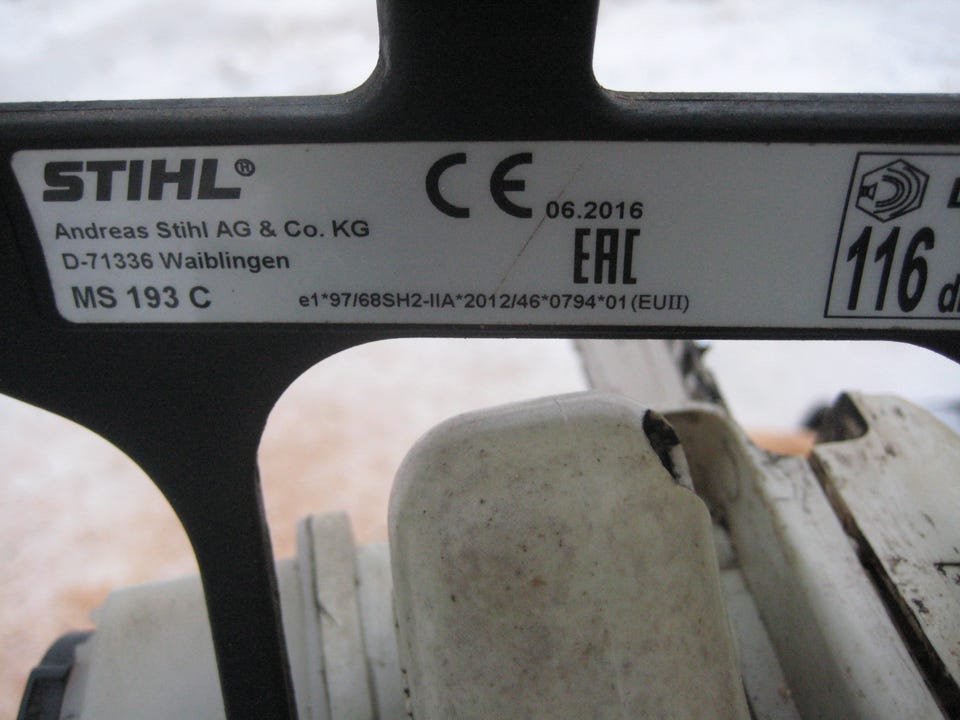 STIHL®
Andreas Stihl AG & Co. KG
D-71336 Waiblingen
MS 193 C
CE
06.2016
EAC
e1*97/68SH2-IIA*2012/46*0794*01(EUII)
116